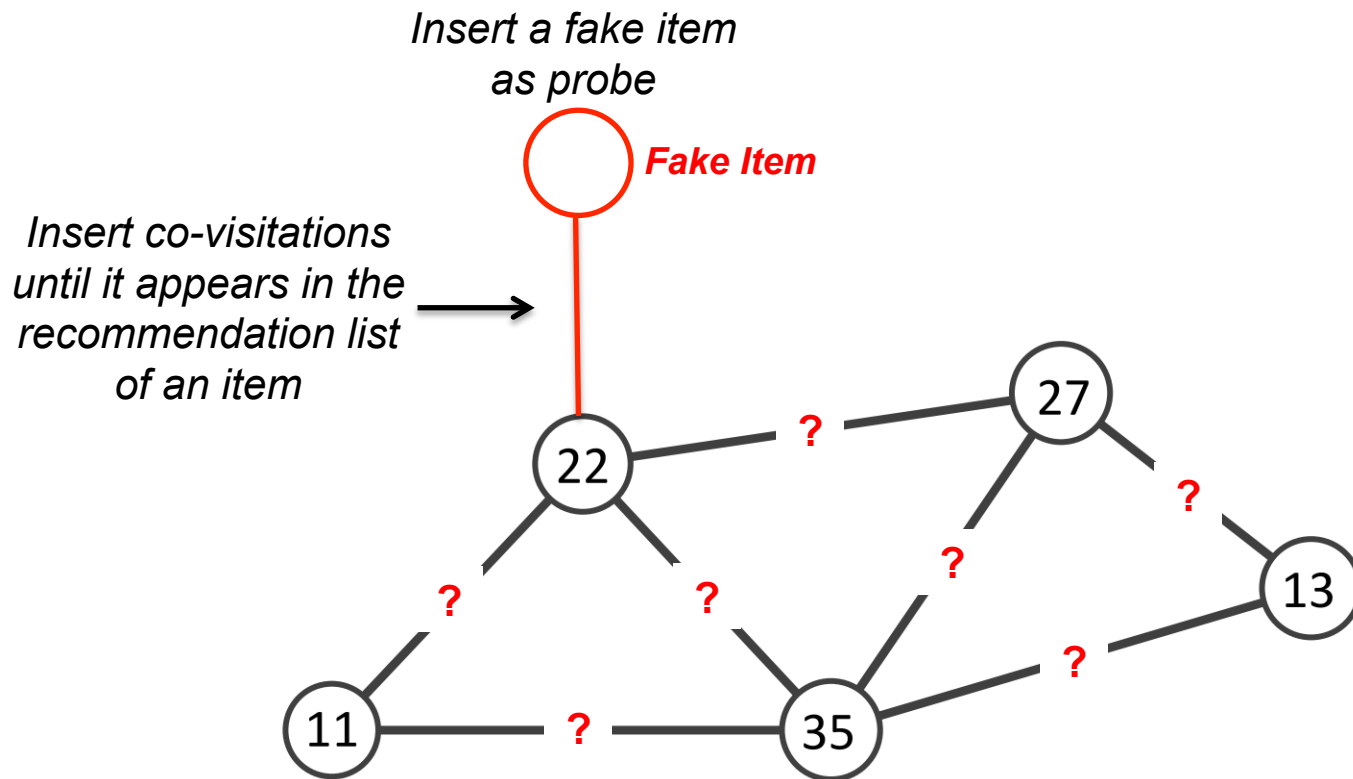 Insert a fake item
as probe
Fake Item
Insert co-visitations
until it appears in the
recommendation list
of an item
27
?
22
?
?
?
?
13
?
?
11
?
35